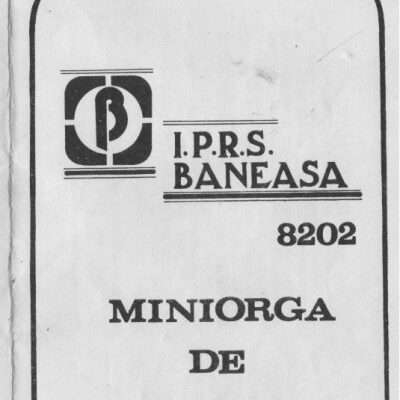 B
I.P.R.S.
BANEASA
8202
MINIORGA
DE